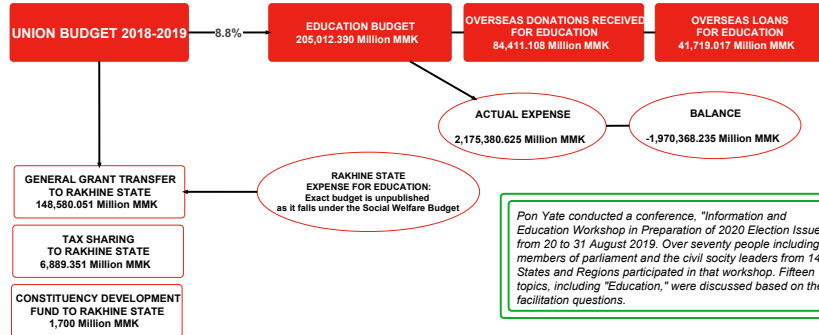 UNION BUDGET 2018-2019
8.8%
EDUCATION BUDGET
205,012.390 Million MMK
OVERSEAS DONATIONS RECEIVED
FOR EDUCATION
84,411.108 Million MMK
OVERSEAS LOANS
FOR EDUCATION
41,719.017 Million MMK
ACTUAL EXPENSE
2,175,380.625 Million MMK
BALANCE
-1,970,368.235 Million MMK
GENERAL GRANT TRANSFER
TO RAKHINE STATE
148,580.051 Million MMK
RAKHINE STATE
EXPENSE FOR EDUCATION:
Exact budget is unpublished
as it falls under the Social Welfare Budget
TAX SHARING
TO RAKHINE STATE
6,889.351 Million MMK
CONSTITUENCY DEVELOPMENT
FUND TO RAKHINE STATE
1,700 Million MMK
Pon Yate conducted a conference, "Information and
Education Workshop in Preparation of 2020 Election Issue
from 20 to 31 August 2019. Over seventy people including
members of parliament and the civil socity leaders from 14
States and Regions participated in that workshop. Fifteen
topics, including "Education," were discussed based on the
facilitation questions.